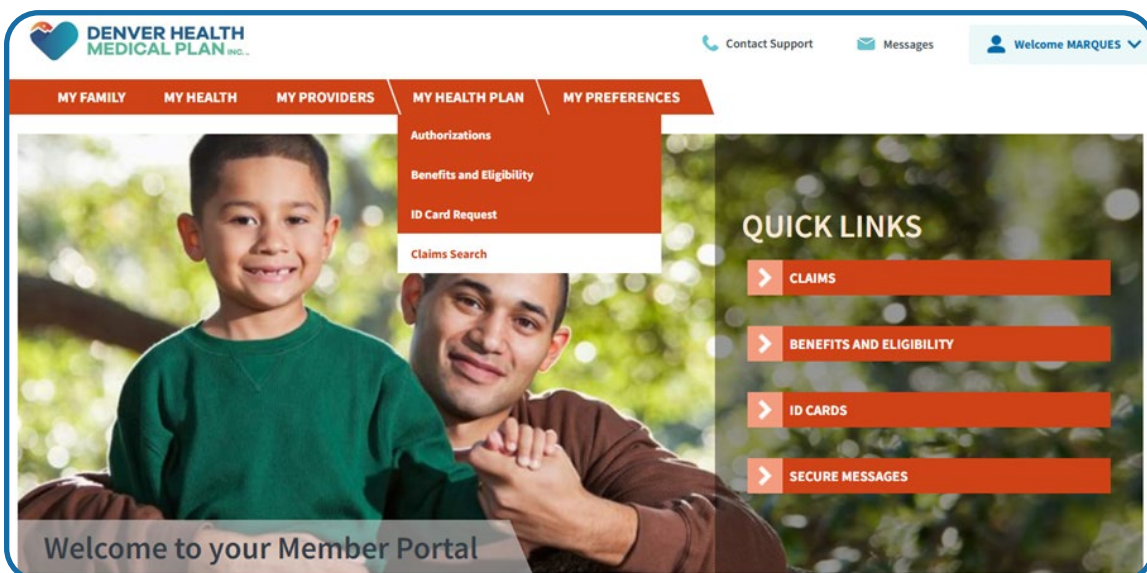 DENVER HEALTH
MEDICAL PLAN INC.
Contact Support
Messages
Welcome MARQUES
MY FAMILY
MY HEALTH
MY PROVIDERS
MY HEALTH PLAN
MY PREFERENCES
Authorizations
Benefits and Eligibility
ID Card Request
Claims Search
QUICK LINKS
CLAIMS
BENEFITS AND ELIGIBILITY
ID CARDS
SECURE MESSAGES
Welcome to your Member Portal